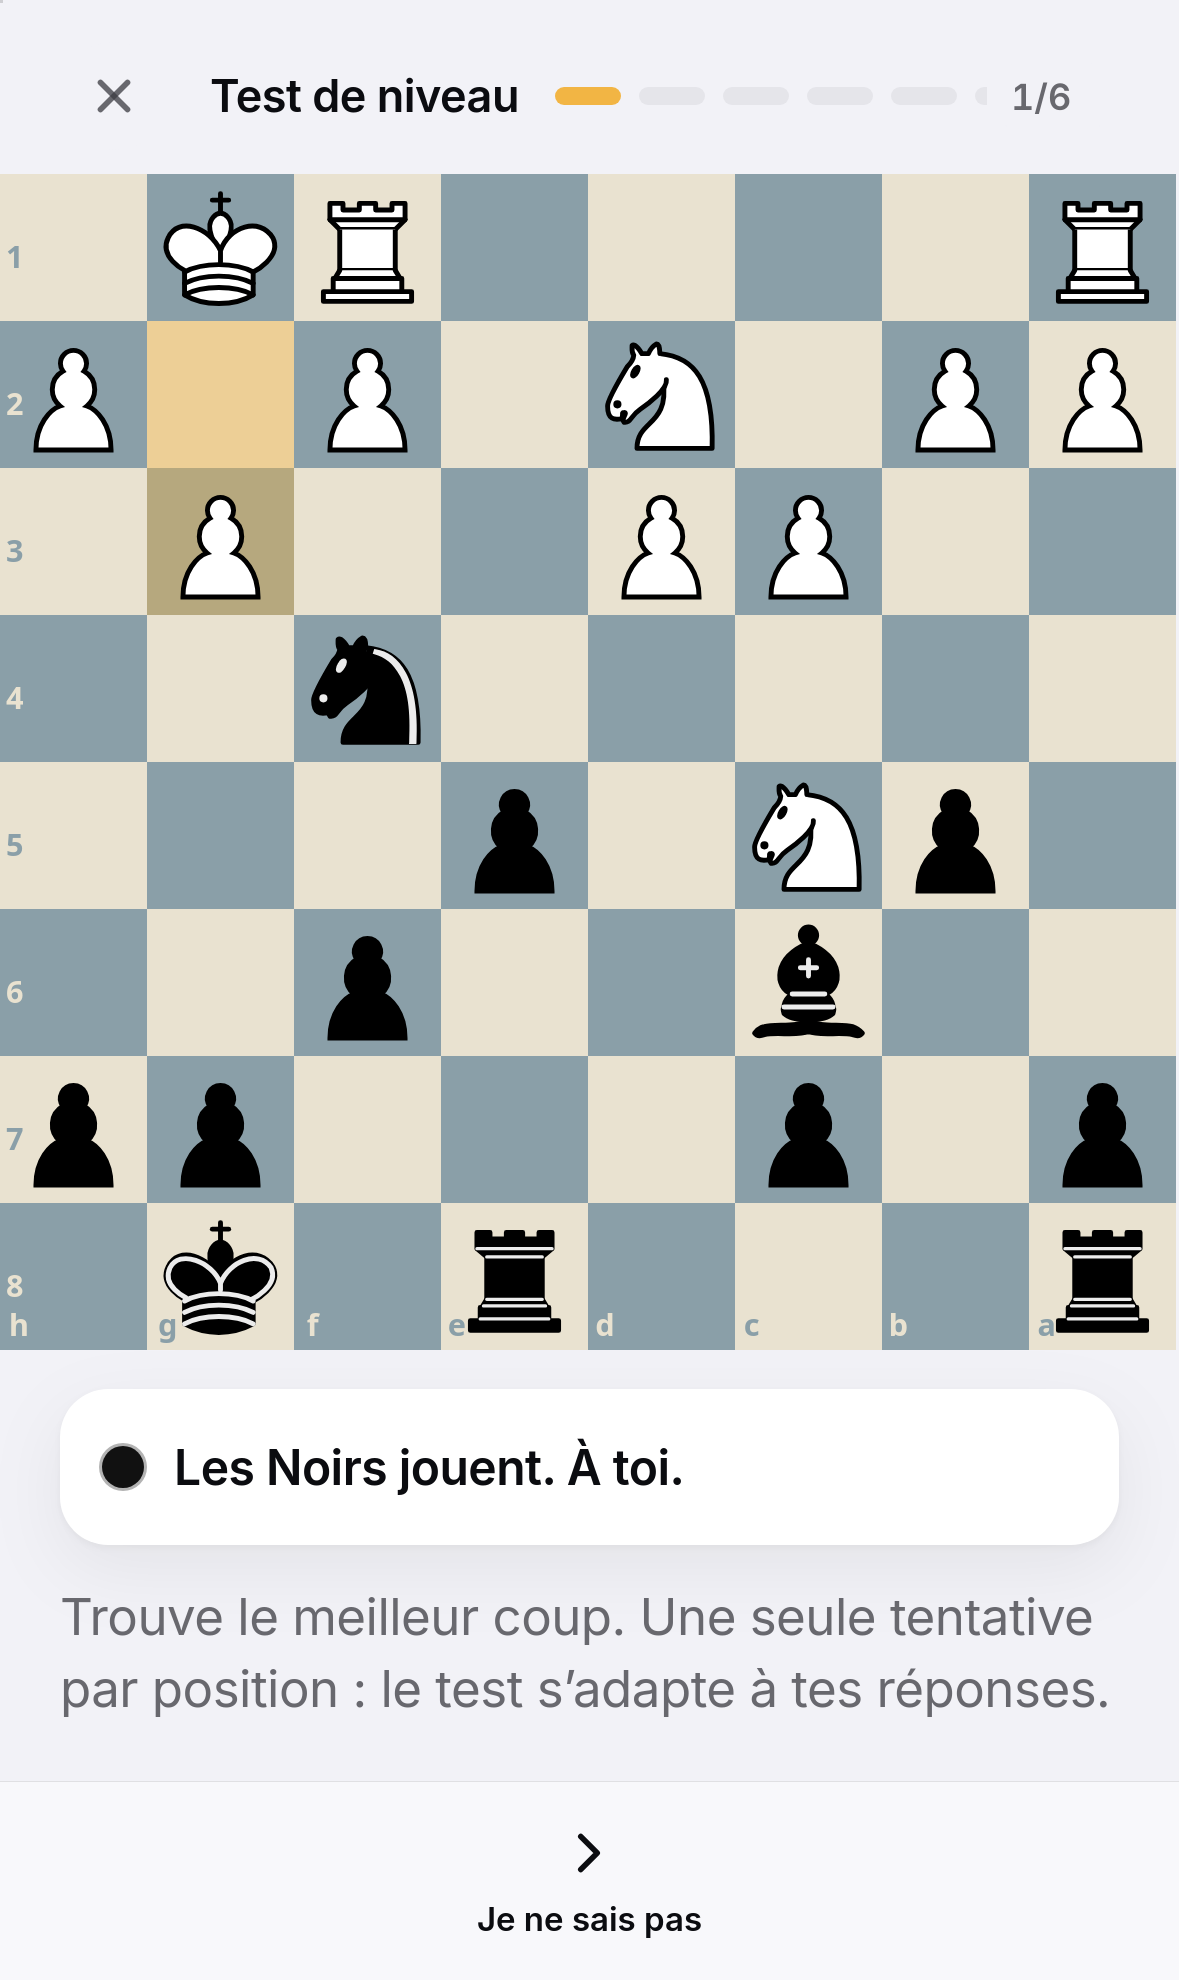 Test de niveau 1/6
1
2
3
4
5
6
7
8
h g f e d c b a
Les Noirs jouent. À toi.
Trouve le meilleur coup. Une seule tentative
par position : le test s’adapte à tes réponses.
Je ne sais pas